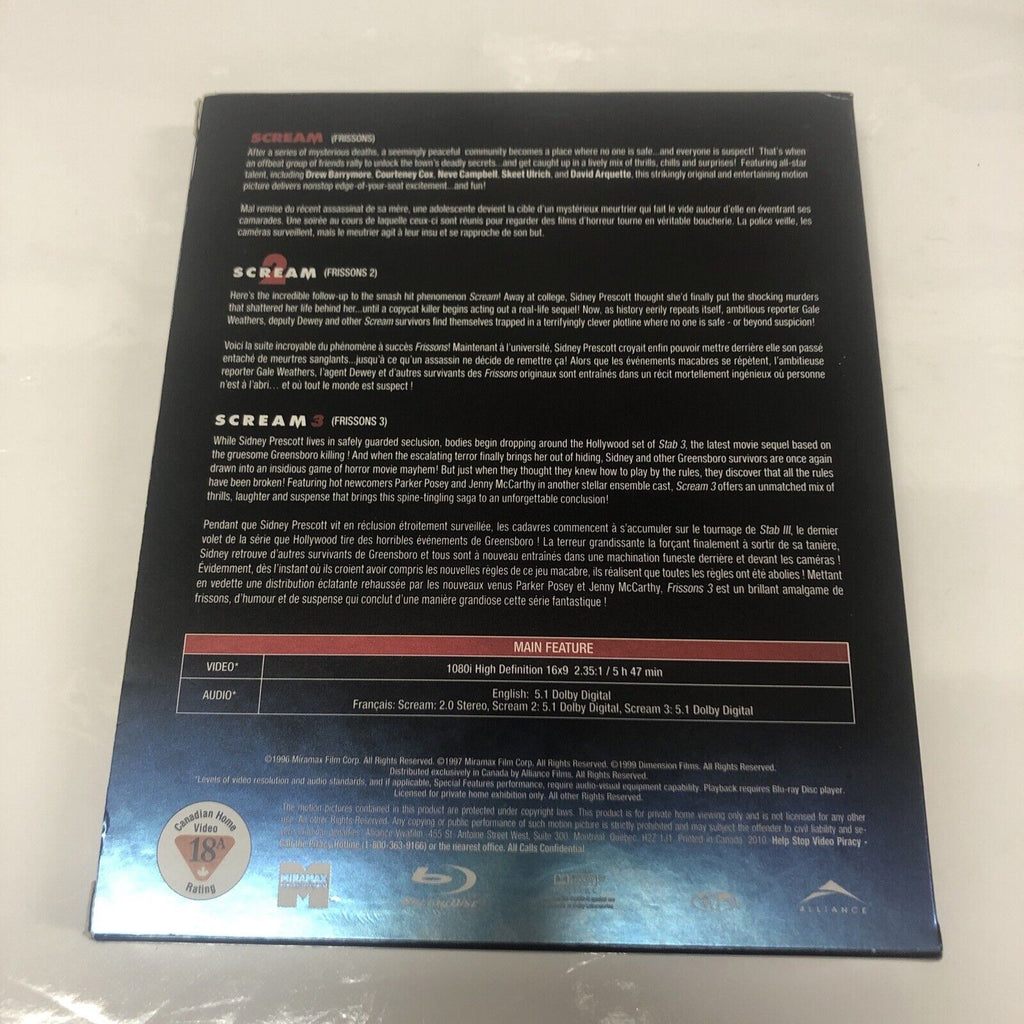 SCREAM (FRISSONS)
After a series of mysterious deaths, a seemingly peaceful community becomes a place where no one is safe...and everyone is suspect! That's when
an offbeat group of friends rally to unlock the town's deadly secrets...and get caught up in a lively mix of thrills, chills and surprises! Featuring all-star
talent, including Drew Barrymore, Courteney Cox, Neve Campbell, Skeet Ulrich, and David Arquette, this strikingly original and entertaining motion
picture delivers nonstop edge-of-your-seat excitement...and fun!
Mal remise du récent assassinat de sa mère, une adolescente devient la cible d'un mystérieux meurtrier qui fait le vide autour d'elle en éventrant ses
camarades. Une soirée au cours de laquelle ceux-ci sont réunis pour regarder des films d'horreur tourne en véritable boucherie. La police veille, les
caméras surveillent, mais le meutrier agit à leur insu et se rapproche de son but.
SCREAM 2 (FRISSONS 2)
Here's the incredible follow-up to the smash hit phenomenon Scream! Away at college, Sidney Prescott thought she'd finally put the shocking murders
that shattered her life behind her...until a copycat killer begins acting out a real-life sequel! Now, as history eerily repeats itself, ambitious reporter Gale
Weathers, deputy Dewey and other Scream survivors find themselves trapped in a terrifyingly clever plotline where no one is safe - or beyond suspicion!
Voici la suite incroyable du phénomène à succès Frissons! Maintenant à l'université, Sidney Prescott croyait enfin pouvoir mettre derrière elle son passé
entaché de meurtres sanglants...jusqu'à ce qu'un assassin ne décide de remettre ça! Alors que les événements macabres se répètent, l'ambitieuse
reporter Gale Weathers, l'agent Dewey et d'autres survivants des Frissons originaux sont entraînés dans un récit mortellement ingénieux où personne
n'est à l'abri... et où tout le monde est suspect !
SCREAM 3 (FRISSONS 3)
While Sidney Prescott lives in safely guarded seclusion, bodies begin dropping around the Hollywood set of Stab 3, the latest movie sequel based on
the gruesome Greensboro killing ! And when the escalating terror finally brings her out of hiding, Sidney and other Greensboro survivors are once again
drawn into an insidious game of horror movie mayhem! But just when they thought they knew how to play by the rules, they discover that all the rules
have been broken! Featuring hot newcomers Parker Posey and Jenny McCarthy in another stellar ensemble cast, Scream 3 offers an unmatched mix of
thrills, laughter and suspense that brings this spine-tingling saga to an unforgettable conclusion!
Pendant que Sidney Prescott vit en réclusion étroitement surveillée, les cadavres commencent à s'accumuler sur le tournage de Stab III, le dernier
volet de la série que Hollywood tire des horribles événements de Greensboro ! La terreur grandissante la forçant finalement à sortir de sa tanière,
Sidney retrouve d'autres survivants de Greensboro et tous sont à nouveau entraînés dans une machination funeste derrière et devant les caméras !
Évidemment, dès l'instant où ils croient avoir compris les nouvelles règles de ce jeu macabre, ils réalisent que toutes les règles ont été abolies ! Mettant
en vedette une distribution éclatante rehaussée par les nouveaux venus Parker Posey et Jenny McCarthy, Frissons 3 est un brillant amalgame de
frissons, d'humour et de suspense qui conclut d'une manière grandiose cette série fantastique !
MAIN FEATURE
VIDEO* 1080i High Definition 16x9 2.35:1 / 5 h 47 min
AUDIO* English: 5.1 Dolby Digital
Français: Scream: 2.0 Stereo, Scream 2: 5.1 Dolby Digital, Scream 3: 5.1 Dolby Digital
©1996 Miramax Film Corp. All Rights Reserved. ©1997 Miramax Film Corp. All Rights Reserved. ©1999 Dimension Films. All Rights Reserved.
Distributed exclusively in Canada by Alliance Films. All Rights Reserved.
*Levels of video resolution and audio standards, and if applicable, Special Features performance, require audio-visual equipment capability. Playback requires Blu-ray Disc player.
Licensed for private home exhibition only. All other Rights Reserved.
The motion pictures contained in this product are protected under copyright laws. This product is for private home viewing only and is not licensed for any other
use. All other Rights Reserved. Any copying or public performance of such motion picture is strictly prohibited and may subject the offender to civil liability and se-
penalties. Alliance Vivafilm 455 St-Antoine Street West, Suite 300, Montreal, Quebec, H2Z 1J1. Printed in Canada. 2010. Help Stop Video Piracy -
Call the Piracy Hotline (1-800-363-9166) or the nearest office. All Calls Confidential.
Canadian Home
Video
18A
Rating
MIRAMAX
Blu-ray Disc
ALLIANCE